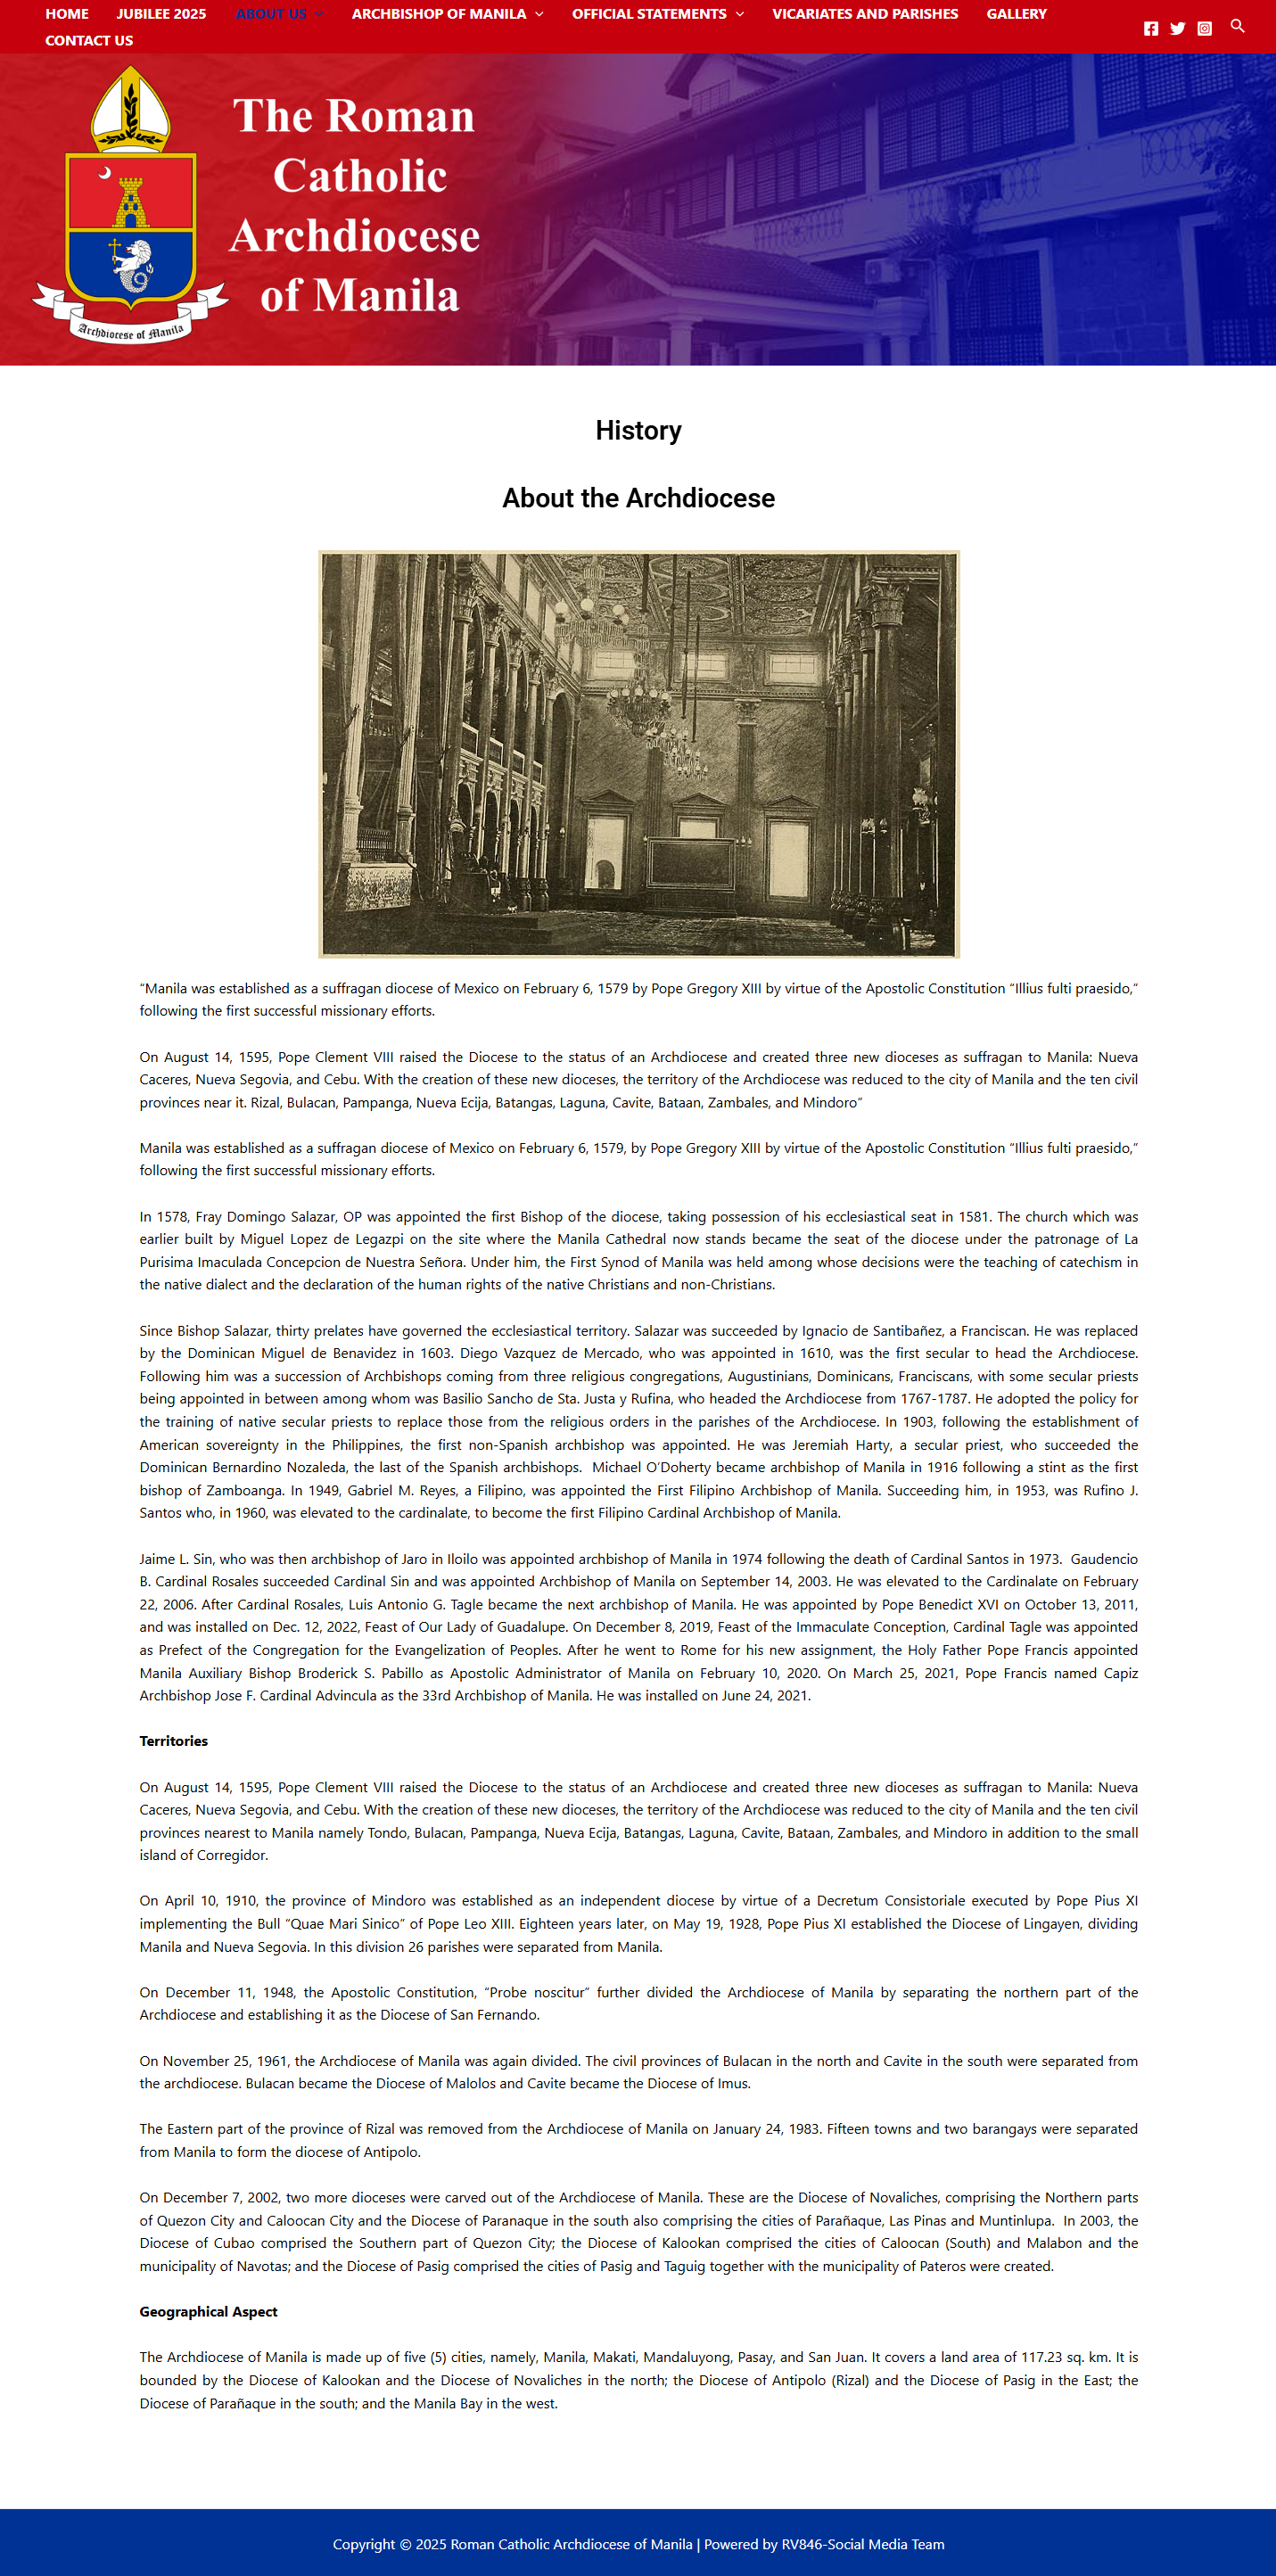 HOME JUBILEE 2025 ABOUT US ARCHBISHOP OF MANILA OFFICIAL STATEMENTS VICARIATES AND PARISHES GALLERY
CONTACT US
The Roman
Catholic
Archdiocese
of Manila
Archdiocese of Manila
History
About the Archdiocese
“Manila was established as a suffragan diocese of Mexico on February 6, 1579 by Pope Gregory XIII by virtue of the Apostolic Constitution “Illius fulti praesido,”
following the first successful missionary efforts.
On August 14, 1595, Pope Clement VIII raised the Diocese to the status of an Archdiocese and created three new dioceses as suffragan to Manila: Nueva
Caceres, Nueva Segovia, and Cebu. With the creation of these new dioceses, the territory of the Archdiocese was reduced to the city of Manila and the ten civil
provinces near it. Rizal, Bulacan, Pampanga, Nueva Ecija, Batangas, Laguna, Cavite, Bataan, Zambales, and Mindoro”
Manila was established as a suffragan diocese of Mexico on February 6, 1579, by Pope Gregory XIII by virtue of the Apostolic Constitution “Illius fulti praesido,”
following the first successful missionary efforts.
In 1578, Fray Domingo Salazar, OP was appointed the first Bishop of the diocese, taking possession of his ecclesiastical seat in 1581. The church which was
earlier built by Miguel Lopez de Legazpi on the site where the Manila Cathedral now stands became the seat of the diocese under the patronage of La
Purisima Imaculada Concepcion de Nuestra Señora. Under him, the First Synod of Manila was held among whose decisions were the teaching of catechism in
the native dialect and the declaration of the human rights of the native Christians and non-Christians.
Since Bishop Salazar, thirty prelates have governed the ecclesiastical territory. Salazar was succeeded by Ignacio de Santibañez, a Franciscan. He was replaced
by the Dominican Miguel de Benavidez in 1603. Diego Vazquez de Mercado, who was appointed in 1610, was the first secular to head the Archdiocese.
Following him was a succession of Archbishops coming from three religious congregations, Augustinians, Dominicans, Franciscans, with some secular priests
being appointed in between among whom was Basilio Sancho de Sta. Justa y Rufina, who headed the Archdiocese from 1767-1787. He adopted the policy for
the training of native secular priests to replace those from the religious orders in the parishes of the Archdiocese. In 1903, following the establishment of
American sovereignty in the Philippines, the first non-Spanish archbishop was appointed. He was Jeremiah Harty, a secular priest, who succeeded the
Dominican Bernardino Nozaleda, the last of the Spanish archbishops. Michael O’Doherty became archbishop of Manila in 1916 following a stint as the first
bishop of Zamboanga. In 1949, Gabriel M. Reyes, a Filipino, was appointed the First Filipino Archbishop of Manila. Succeeding him, in 1953, was Rufino J.
Santos who, in 1960, was elevated to the cardinalate, to become the first Filipino Cardinal Archbishop of Manila.
Jaime L. Sin, who was then archbishop of Jaro in Iloilo was appointed archbishop of Manila in 1974 following the death of Cardinal Santos in 1973. Gaudencio
B. Cardinal Rosales succeeded Cardinal Sin and was appointed Archbishop of Manila on September 14, 2003. He was elevated to the Cardinalate on February
22, 2006. After Cardinal Rosales, Luis Antonio G. Tagle became the next archbishop of Manila. He was appointed by Pope Benedict XVI on October 13, 2011,
and was installed on Dec. 12, 2022, Feast of Our Lady of Guadalupe. On December 8, 2019, Feast of the Immaculate Conception, Cardinal Tagle was appointed
as Prefect of the Congregation for the Evangelization of Peoples. After he went to Rome for his new assignment, the Holy Father Pope Francis appointed
Manila Auxiliary Bishop Broderick S. Pabillo as Apostolic Administrator of Manila on February 10, 2020. On March 25, 2021, Pope Francis named Capiz
Archbishop Jose F. Cardinal Advincula as the 33rd Archbishop of Manila. He was installed on June 24, 2021.
Territories
On August 14, 1595, Pope Clement VIII raised the Diocese to the status of an Archdiocese and created three new dioceses as suffragan to Manila: Nueva
Caceres, Nueva Segovia, and Cebu. With the creation of these new dioceses, the territory of the Archdiocese was reduced to the city of Manila and the ten civil
provinces nearest to Manila namely Tondo, Bulacan, Pampanga, Nueva Ecija, Batangas, Laguna, Cavite, Bataan, Zambales, and Mindoro in addition to the small
island of Corregidor.
On April 10, 1910, the province of Mindoro was established as an independent diocese by virtue of a Decretum Consistoriale executed by Pope Pius XI
implementing the Bull “Quae Mari Sinico” of Pope Leo XIII. Eighteen years later, on May 19, 1928, Pope Pius XI established the Diocese of Lingayen, dividing
Manila and Nueva Segovia. In this division 26 parishes were separated from Manila.
On December 11, 1948, the Apostolic Constitution, “Probe noscitur” further divided the Archdiocese of Manila by separating the northern part of the
Archdiocese and establishing it as the Diocese of San Fernando.
On November 25, 1961, the Archdiocese of Manila was again divided. The civil provinces of Bulacan in the north and Cavite in the south were separated from
the archdiocese. Bulacan became the Diocese of Malolos and Cavite became the Diocese of Imus.
The Eastern part of the province of Rizal was removed from the Archdiocese of Manila on January 24, 1983. Fifteen towns and two barangays were separated
from Manila to form the diocese of Antipolo.
On December 7, 2002, two more dioceses were carved out of the Archdiocese of Manila. These are the Diocese of Novaliches, comprising the Northern parts
of Quezon City and Caloocan City and the Diocese of Paranaque in the south also comprising the cities of Parañaque, Las Pinas and Muntinlupa. In 2003, the
Diocese of Cubao comprised the Southern part of Quezon City; the Diocese of Kalookan comprised the cities of Caloocan (South) and Malabon and the
municipality of Navotas; and the Diocese of Pasig comprised the cities of Pasig and Taguig together with the municipality of Pateros were created.
Geographical Aspect
The Archdiocese of Manila is made up of five (5) cities, namely, Manila, Makati, Mandaluyong, Pasay, and San Juan. It covers a land area of 117.23 sq. km. It is
bounded by the Diocese of Kalookan and the Diocese of Novaliches in the north; the Diocese of Antipolo (Rizal) and the Diocese of Pasig in the East; the
Diocese of Parañaque in the south; and the Manila Bay in the west.
Copyright © 2025 Roman Catholic Archdiocese of Manila | Powered by RV846-Social Media Team